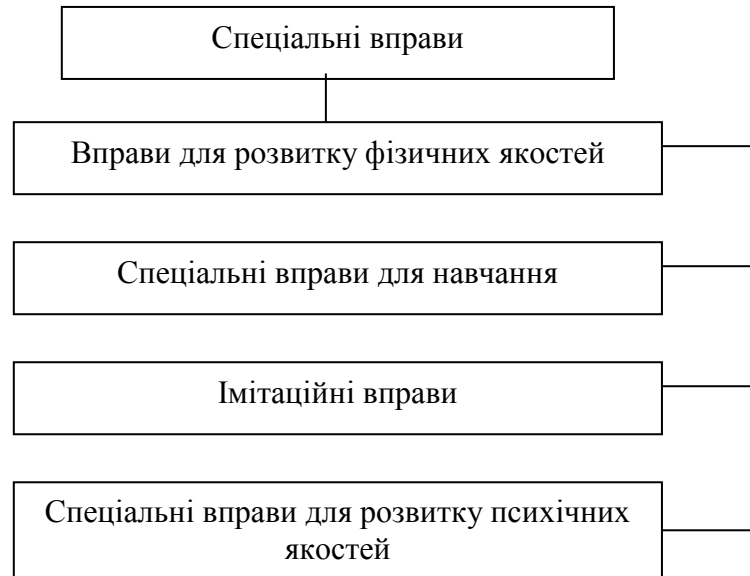 Спеціальні вправи
Вправи для розвитку фізичних якостей
Спеціальні вправи для навчання
Імітаційні вправи
Спеціальні вправи для розвитку психічних
якостей